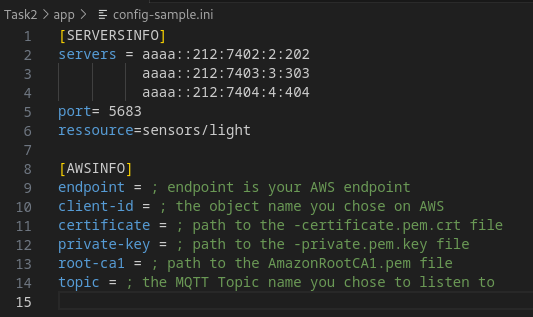 Task2 > app > config-sample.ini
1 [SERVERSINFO]
2 servers = aaaa::212:7402:2:202
3 aaaa::212:7403:3:303
4 aaaa::212:7404:4:404
5 port= 5683
6 ressource=sensors/light
7
8 [AWSINFO]
9 endpoint = ; endpoint is your AWS endpoint
10 client-id = ; the object name you chose on AWS
11 certificate = ; path to the -certificate.pem.crt file
12 private-key = ; path to the -private.pem.key file
13 root-ca1 = ; path to the AmazonRootCA1.pem file
14 topic = ; the MQTT Topic name you chose to listen to
15